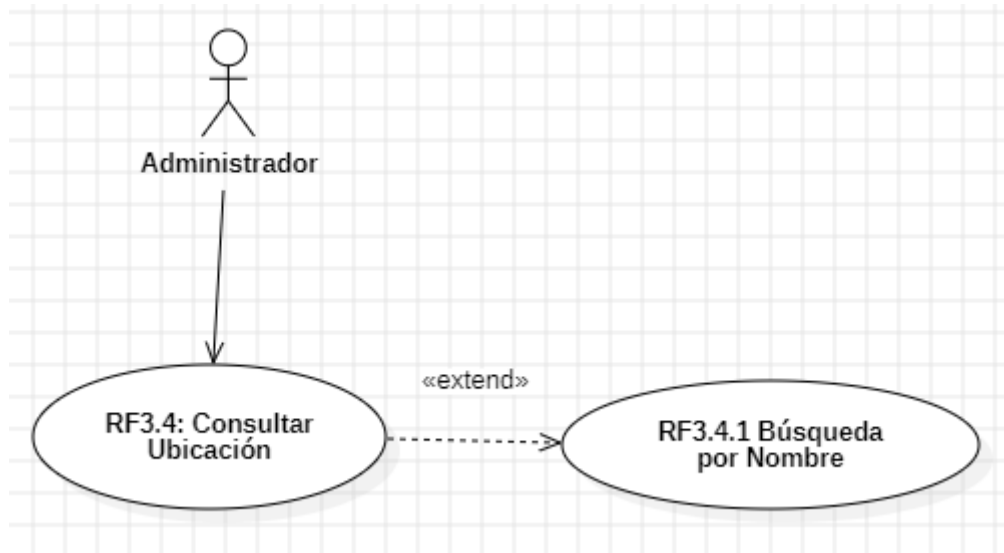 Administrador
«extend»
RF3.4: Consultar
Ubicación
RF3.4.1 Búsqueda
por Nombre